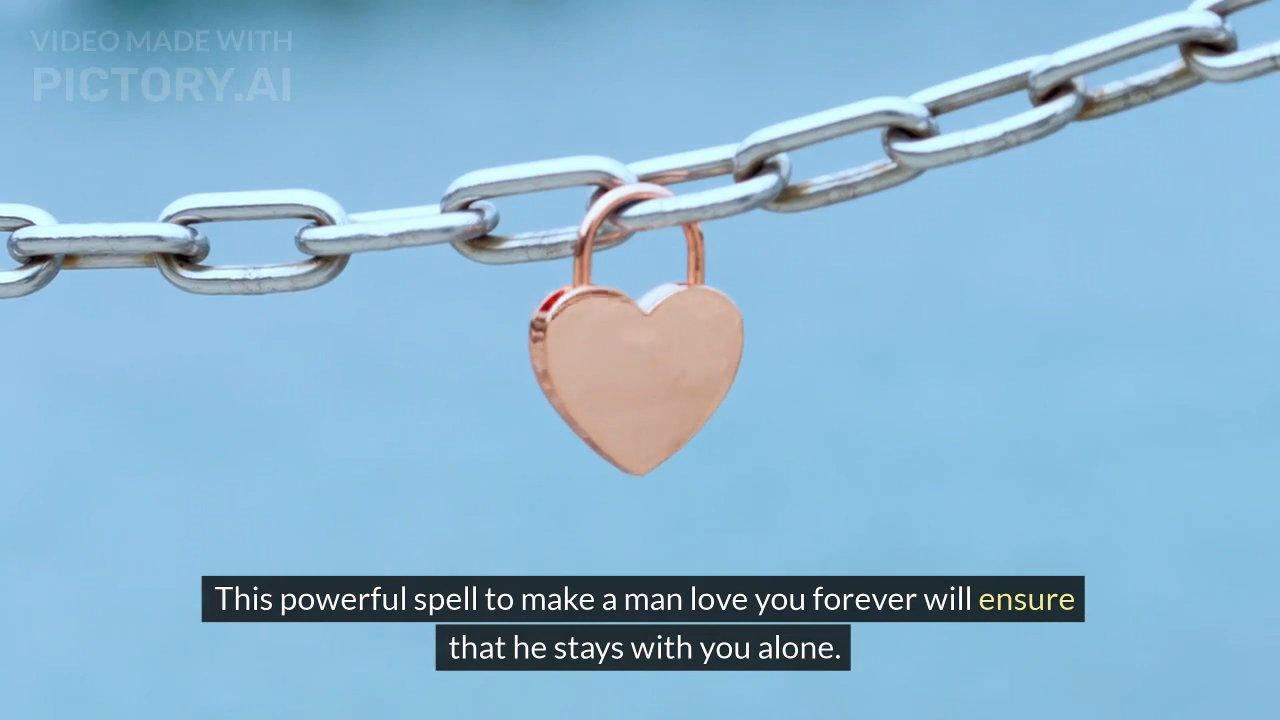 VIDEO MADE WITH
PICTORY.AI
This powerful spell to make a man love you forever will ensure
that he stays with you alone.